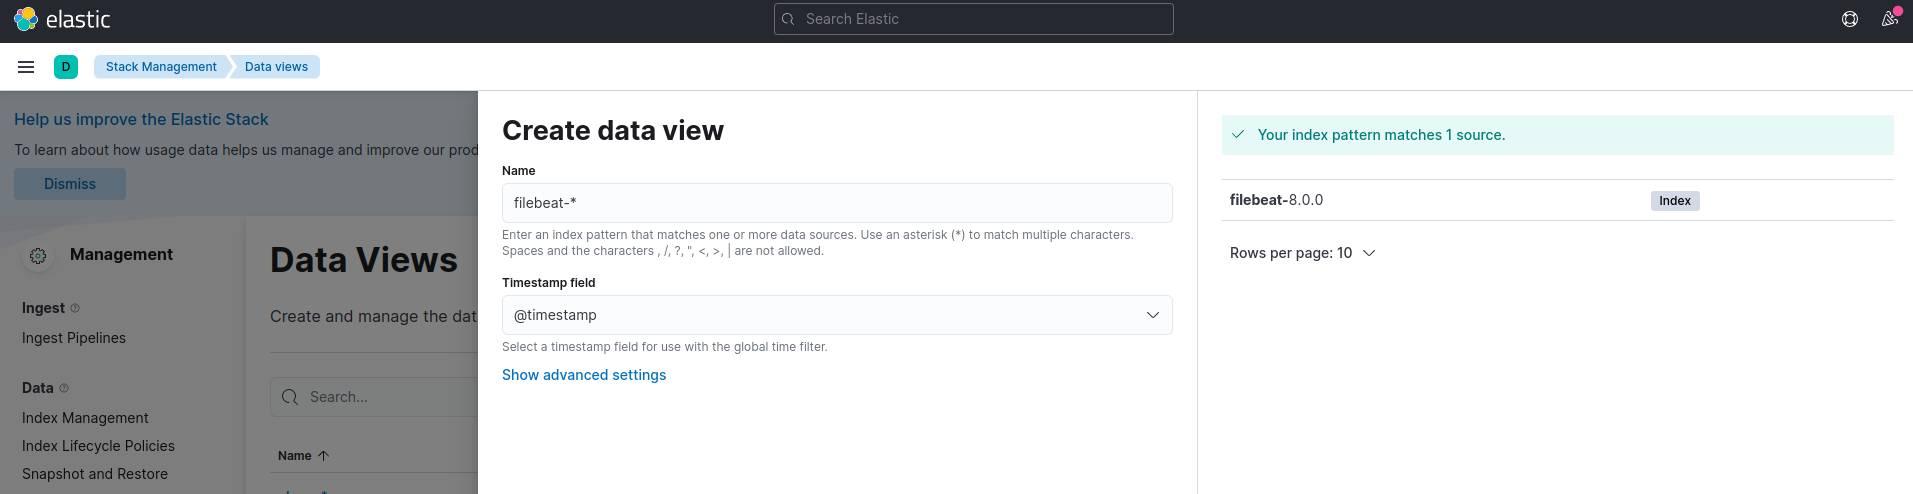 elastic
Search Elastic
D
Stack Management
Data views
Help us improve the Elastic Stack
To learn about how usage data helps us manage and improve our prod
Dismiss
Management
Ingest
Ingest Pipelines
Data
Index Management
Index Lifecycle Policies
Snapshot and Restore
Data Views
Create and manage the dat
Search...
Name
Create data view
Name
filebeat-*
Enter an index pattern that matches one or more data sources. Use an asterisk (*) to match multiple characters.
Spaces and the characters , /, ?, ", <, >, | are not allowed.
Timestamp field
@timestamp
Select a timestamp field for use with the global time filter.
Show advanced settings
Your index pattern matches 1 source.
filebeat-8.0.0
Index
Rows per page: 10